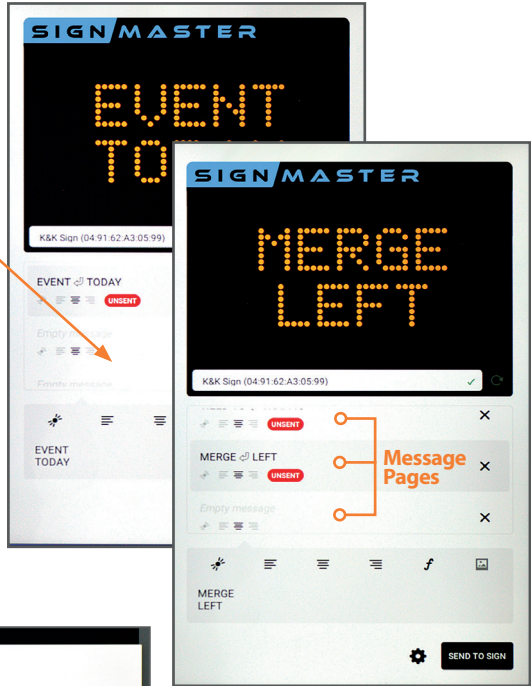 SIGN MASTER
EVENT
TO
K&K Sign (04:91:62:A3:05:99)
EVENT ⏎ TODAY
UNSENT
Empty message
Empty message
EVENT
TODAY
SIGN MASTER
MERGE
LEFT
K&K Sign (04:91:62:A3:05:99)
UNSENT
MERGE ⏎ LEFT
UNSENT
Empty message
Message
Pages
MERGE
LEFT
SEND TO SIGN